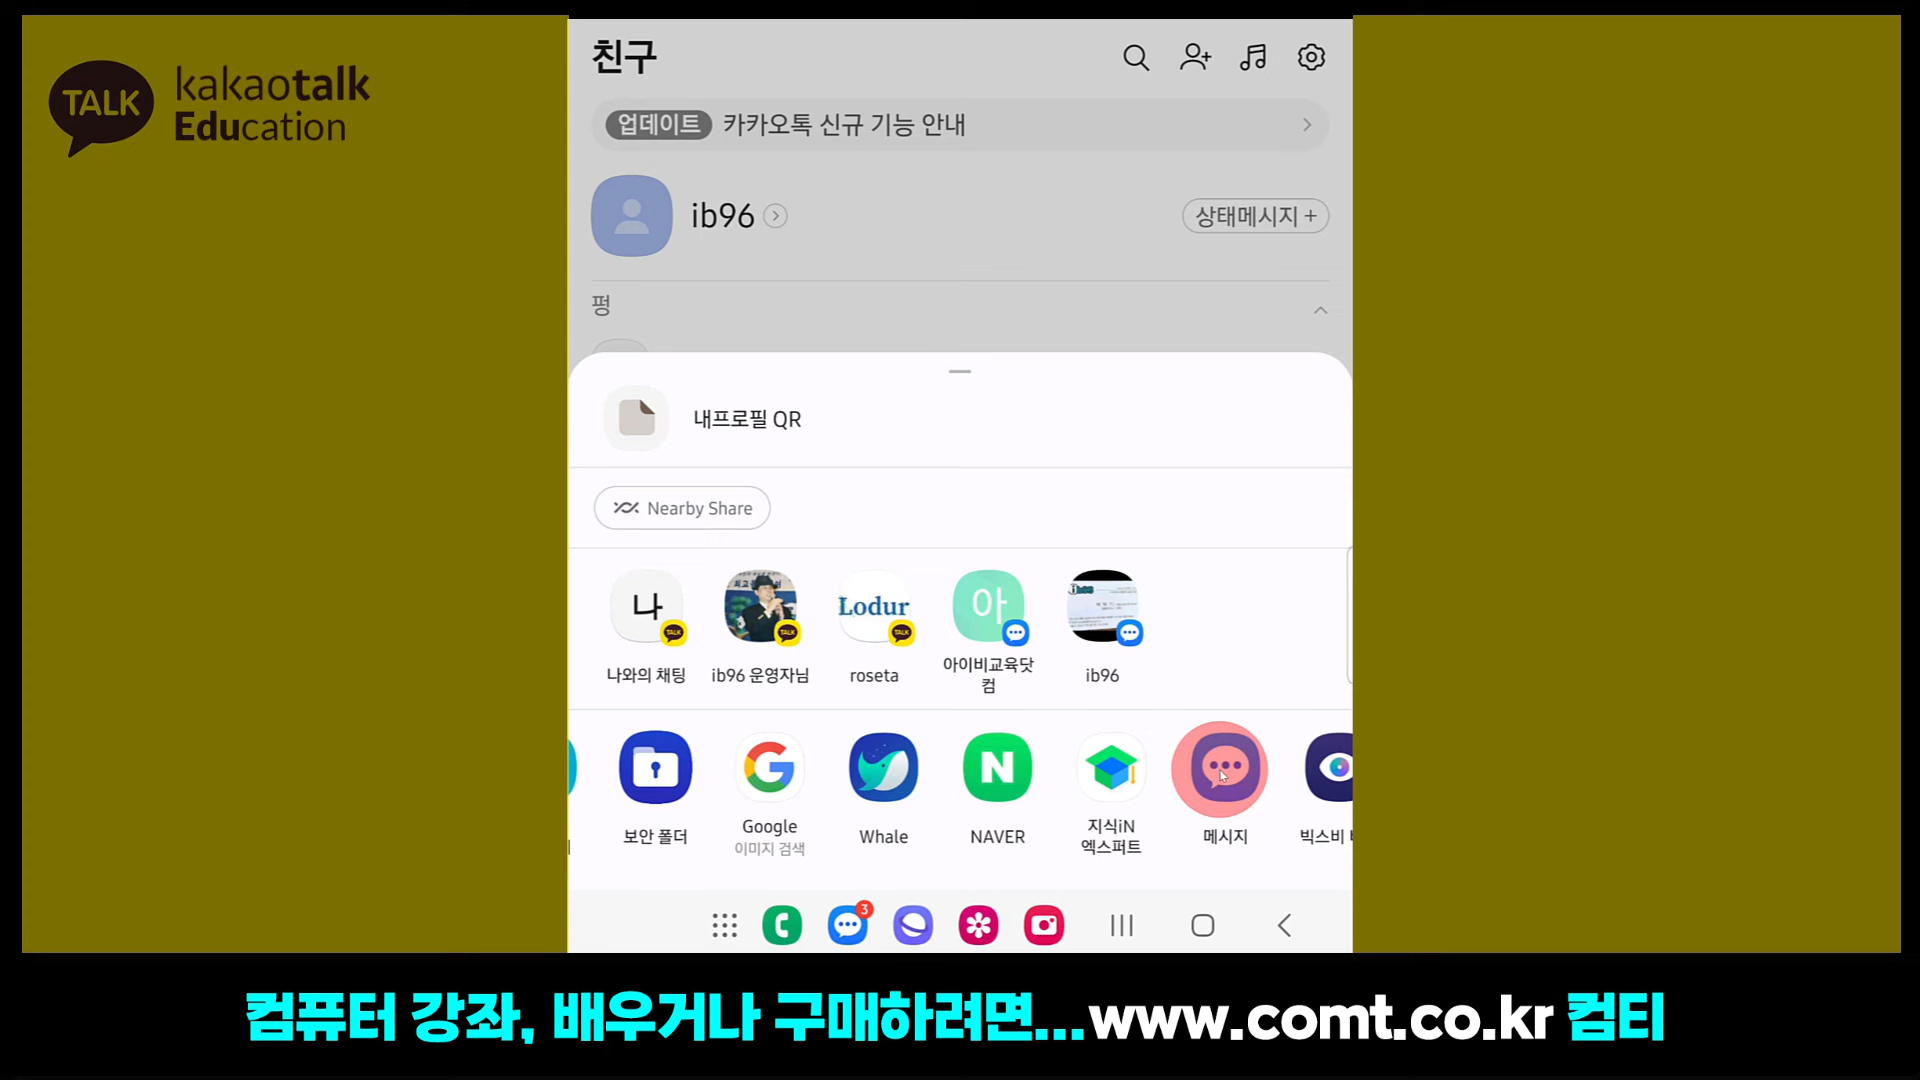 TALK
kakaotalk
Education
친구
업데이트 카카오톡 신규 기능 안내
ib96
상태메시지 +
펑
내프로필 QR
Nearby Share
나
TALK
TALK
Lodur
TALK
아
나와의 채팅
ib96 운영자님
roseta
아이비교육닷
컴
ib96
보안 폴더
Google
이미지 검색
Whale
N
NAVER
지식iN
엑스퍼트
메시지
빅스비
3
컴퓨터 강좌, 배우거나 구매하려면...www.comt.co.kr 컴티